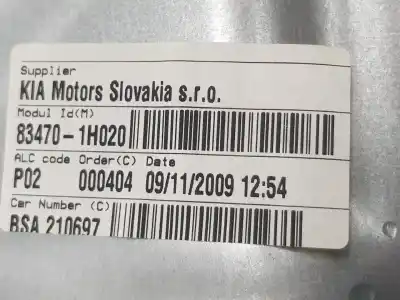 Supplier
KIA Motors Slovakia s.r.o.
Modul Id(M)
83470-1H020
ALC code Order(C) Date
P02 000404 09/11/2009 12:54
Car Number (C)
BSA 210697